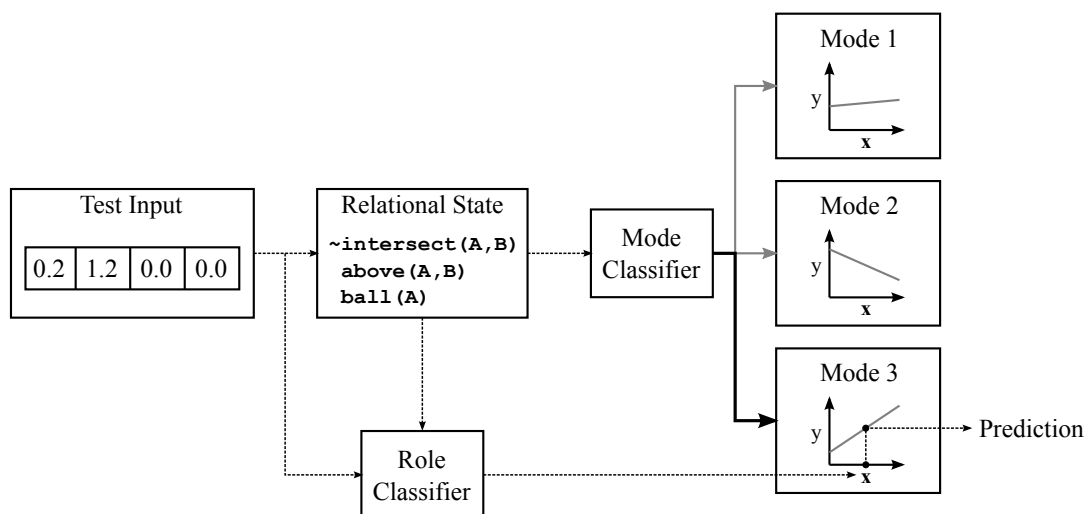 Test Input
0.2 1.2 0.0 0.0
Relational State
~intersect(A,B)
above(A,B)
ball(A)
Mode
Classifier
Role
Classifier
Mode 1
y
x
Mode 2
y
x
Mode 3
y
x
Prediction